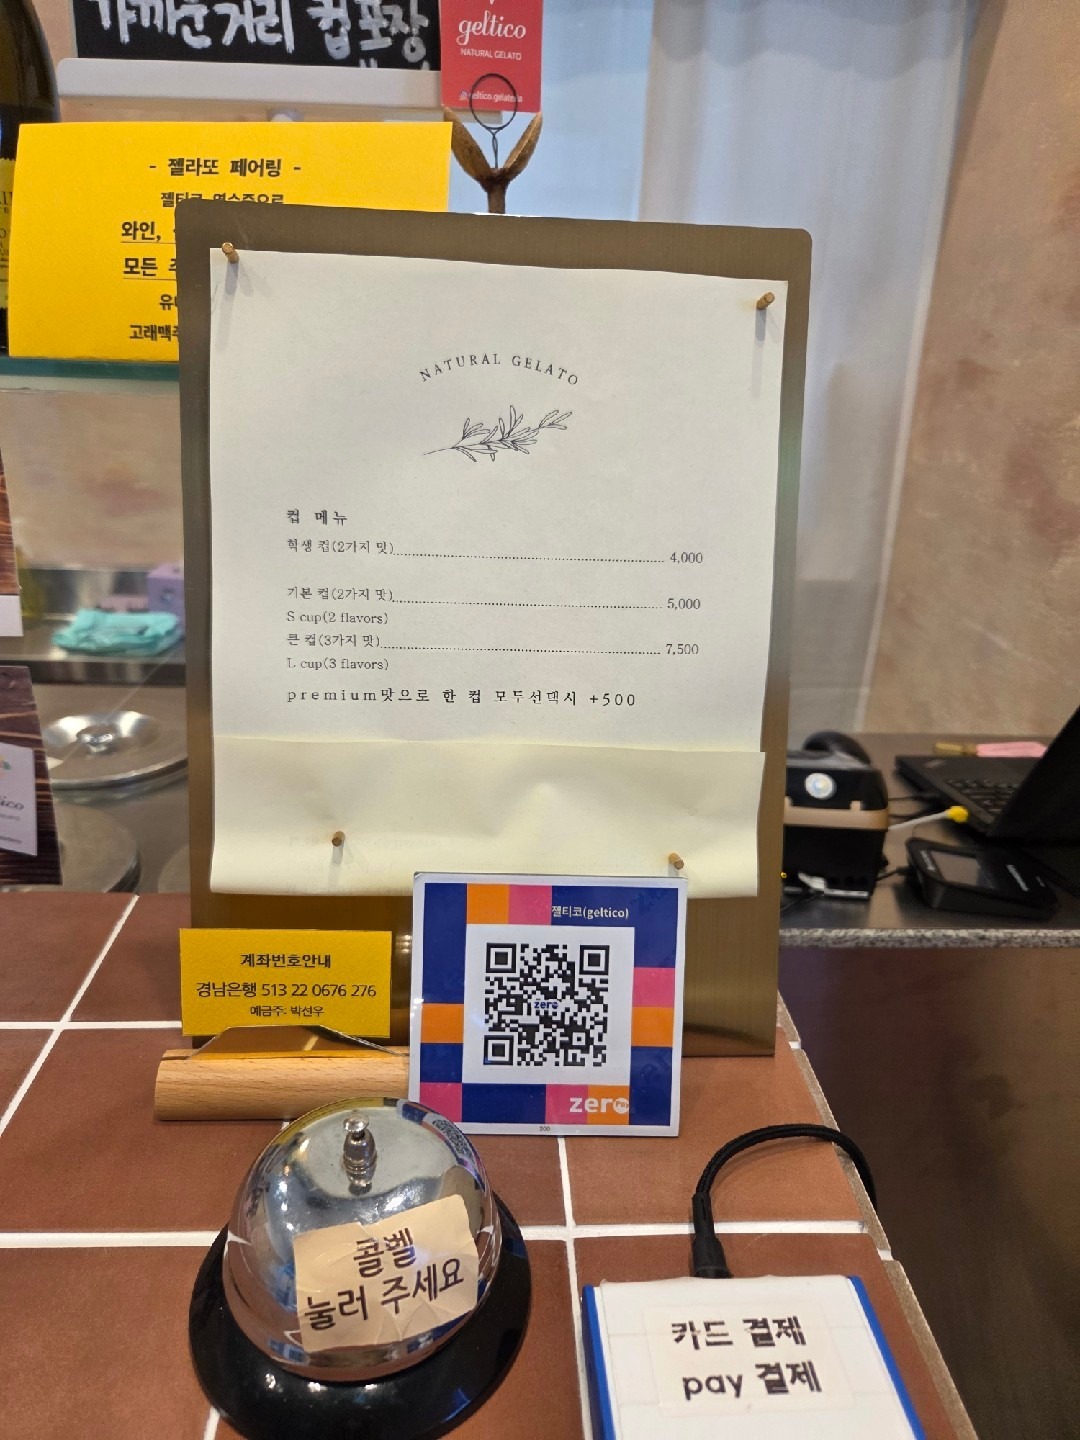 가까운거리 컵포장
geltico
NATURAL GELATO
- 젤라또 페어링 -
와인,
모든
고래맥주
NATURAL GELATO
컵 메뉴
학생 컵(2가지 맛) 4,000
기본 컵(2가지 맛) 5,000
S cup(2 flavors)
큰 컵(3가지 맛) 7,500
L cup(3 flavors)
premium맛으로 한 컵 모두선택시 +500
젤티코(geltico)
zero
zero
계좌번호안내
경남은행 513 22 0676 276
예금주: 박선우
콜벨
눌러 주세요
카드 결제
pay 결제